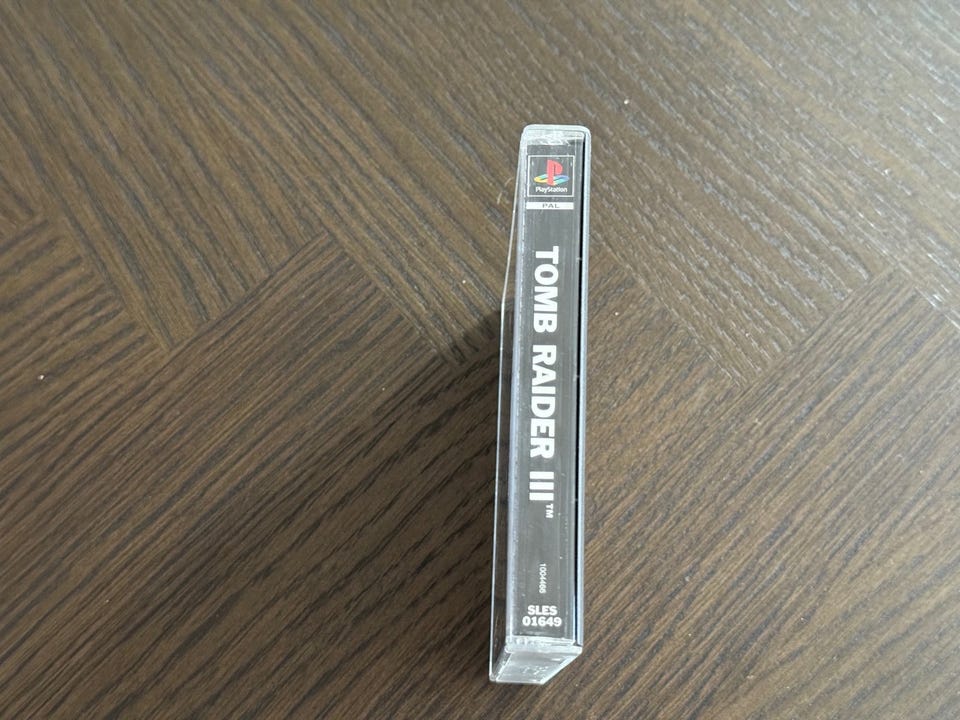 PlayStation
PAL
TOMB RAIDER III™
1004466
SLES
01649